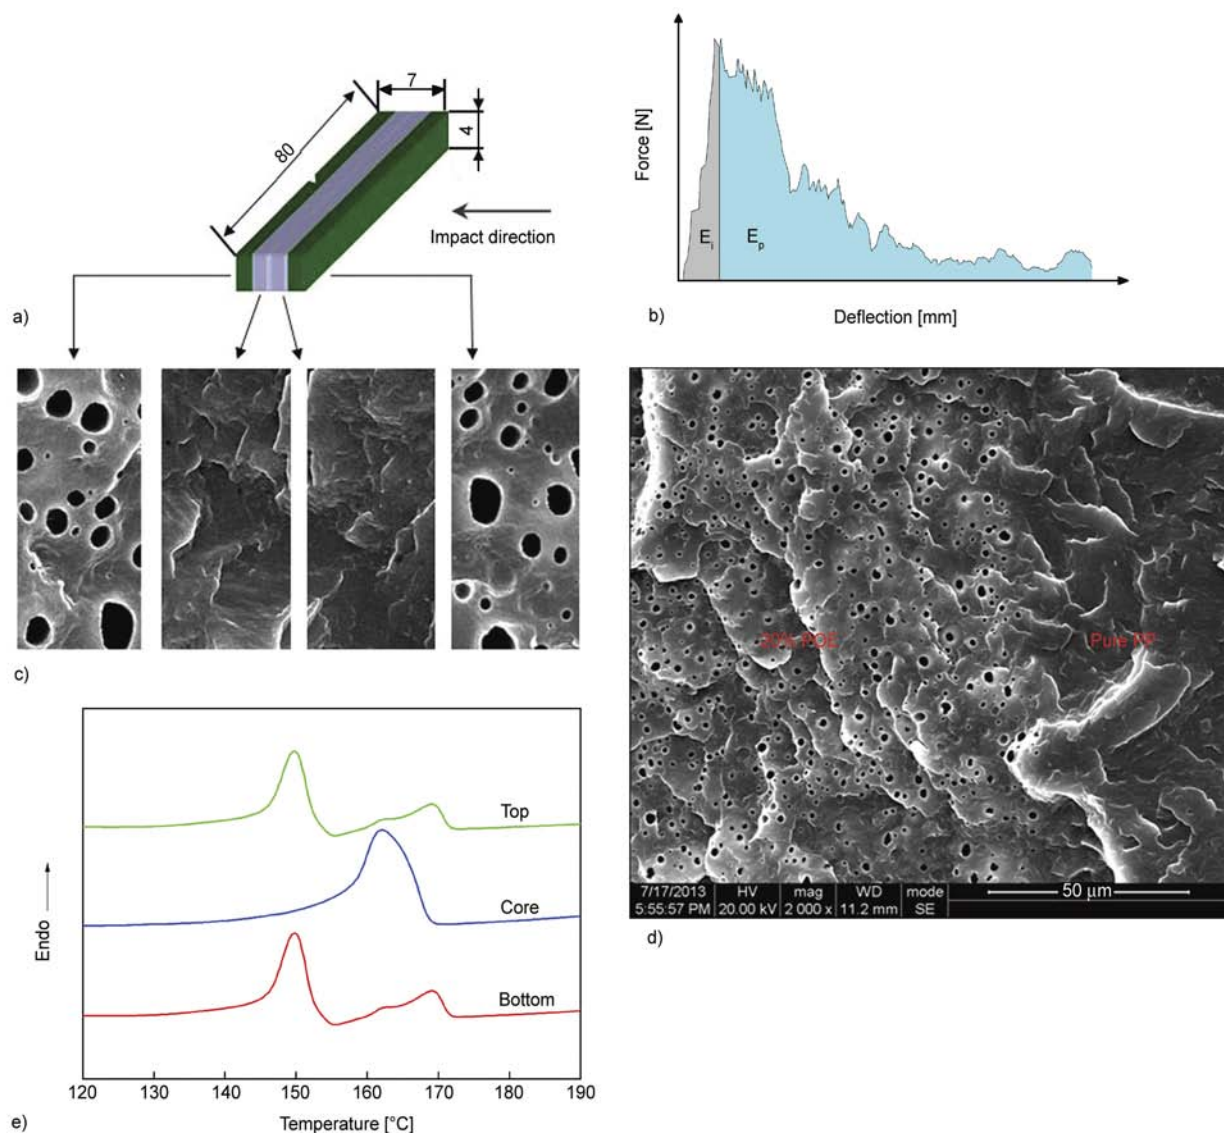 7
4
80
Impact direction
a)
Force [N]
E_i
E_p
b)
Deflection [mm]
c)
20% POE
Pure PP
7/17/2013 HV mag WD mode
5:55:57 PM 20.00 kV 2 000 x 11.2 mm SE
50 µm
d)
Endo
Top
Core
Bottom
120 130 140 150 160 170 180 190
e)
Temperature [°C]